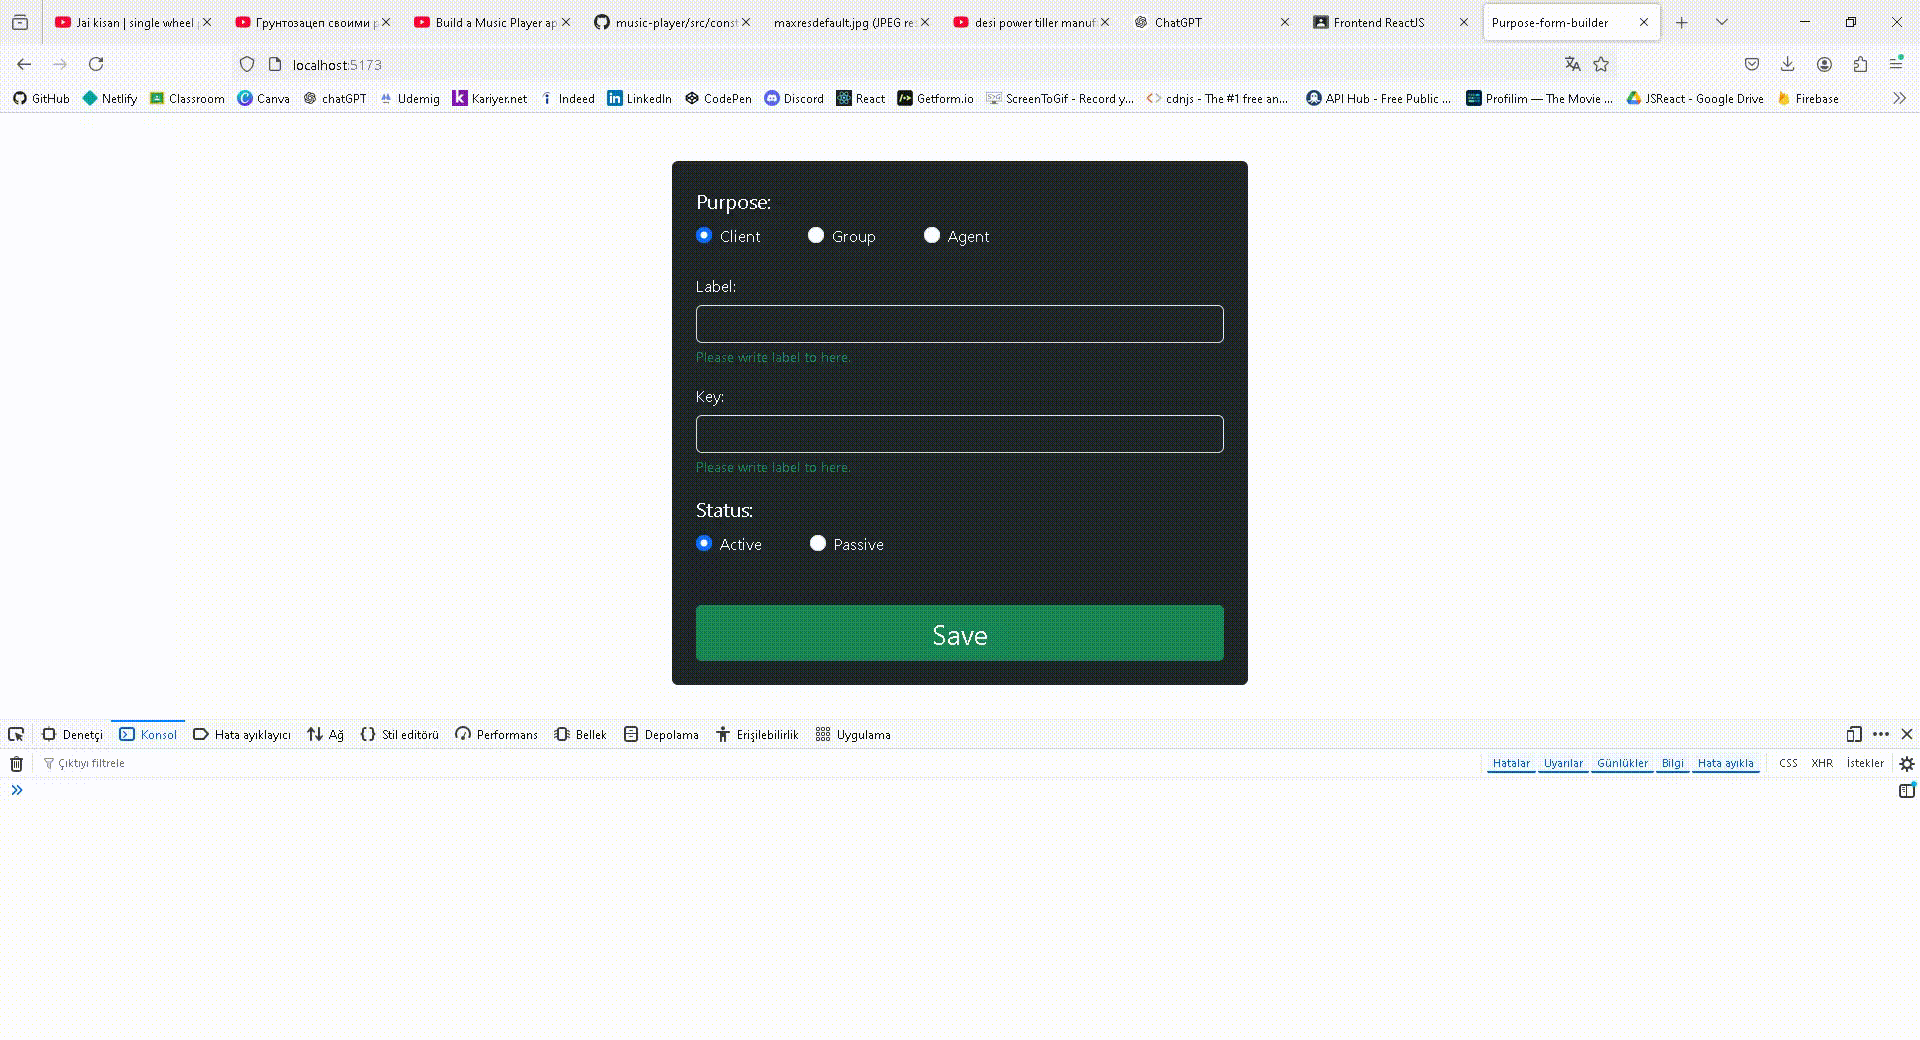 Jai kisan | single wheel
Грунтозацеп своими
Build a Music Player ap
music-player/src/const
maxresdefault.jpg (JPEG re
desi power tiller manuf
ChatGPT
Frontend ReactJS
Purpose-form-builder
localhost:5173
GitHub
Netlify
Classroom
Canva
chatGPT
Udemig
Kariyer.net
Indeed
LinkedIn
CodePen
Discord
React
Getform.io
ScreenToGif - Record y...
cdnjs - The #1 free an...
API Hub - Free Public ...
Profilim — The Movie ...
JSReact - Google Drive
Firebase
Purpose:
Client Group Agent
Label:
Please write label to here.
Key:
Please write label to here.
Status:
Active Passive
Save
Denetçi Konsol Hata ayıklayıcı Ağ Stil editörü Performans Bellek Depolama Erişilebilirlik Uygulama
Çıktıyı filtrele Hatalar Uyarılar Günlükler Bilgi Hata ayıkla CSS XHR İstekler